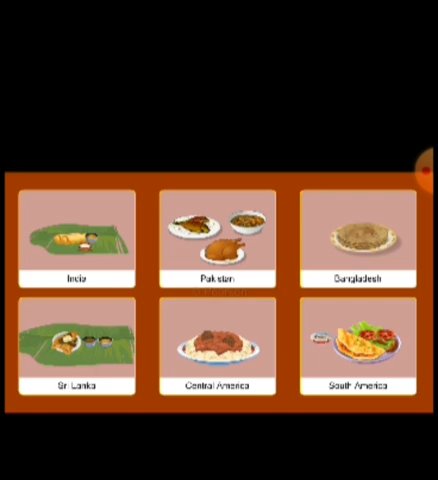 India
Pakistan
Bangladesh
Sri Lanka
Central America
South America